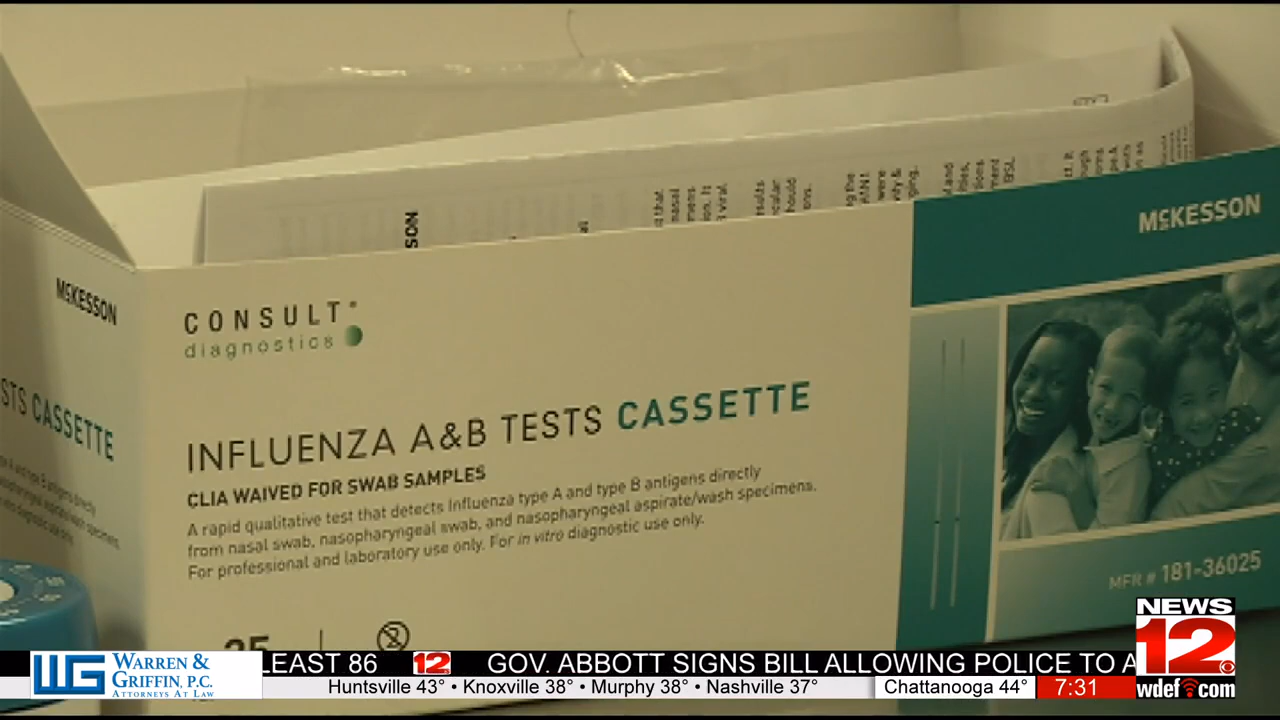 McKESSON
CONSULT
diagnostics
McKESSON
STS CASSETTE
INFLUENZA A&B TESTS CASSETTE
CLIA WAIVED FOR SWAB SAMPLES
A rapid qualitative test that detects Influenza type A and type B antigens directly
from nasal swab, nasopharyngeal swab, and nasopharyngeal aspirate/wash specimens.
For professional and laboratory use only. For in vitro diagnostic use only.
MFR # 181-36025
25
NEWS
12
wdef.com
WG WARREN &
GRIFFIN, P.C.
ATTORNEYS AT LAW
LEAST 86 12 GOV. ABBOTT SIGNS BILL ALLOWING POLICE TO A
Huntsville 43° • Knoxville 38° • Murphy 38° • Nashville 37°
Chattanooga 44°
7:31